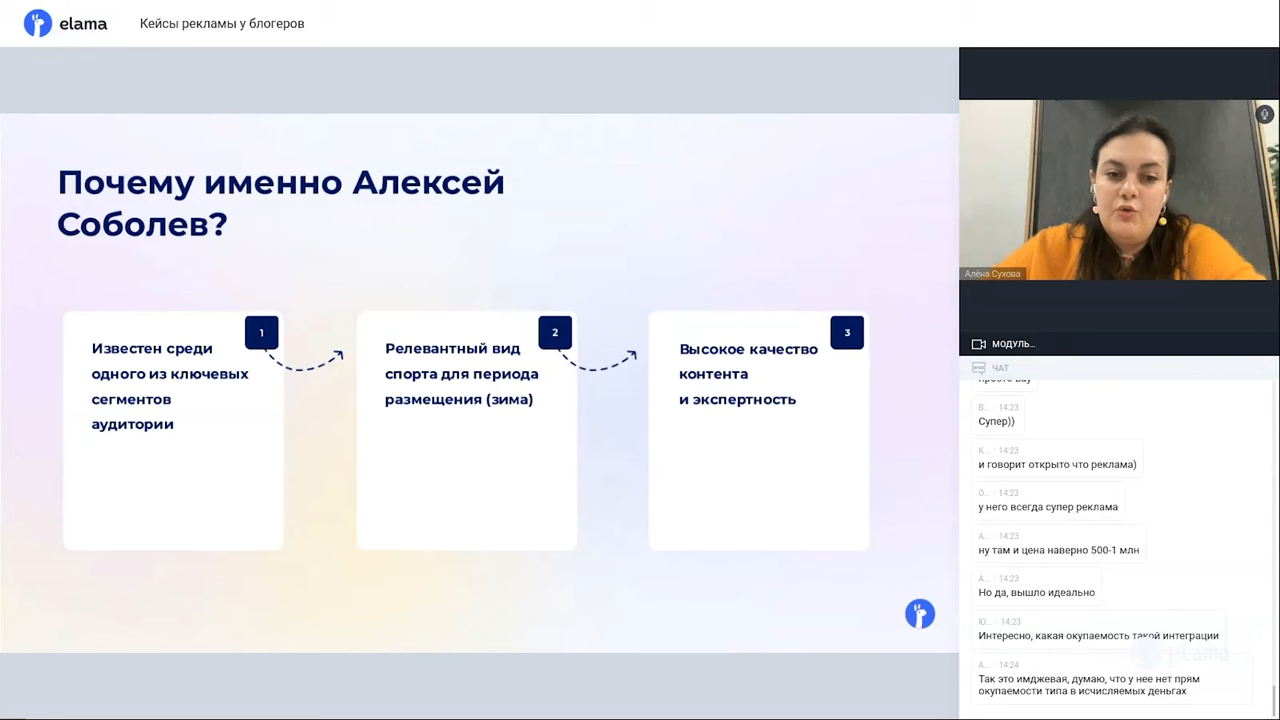 elama
Кейсы рекламы у блогеров
Почему именно Алексей
Соболев?
1
Известен среди
одного из ключевых
сегментов
аудитории
2
Релевантный вид
спорта для периода
размещения (зима)
3
Высокое качество
контента
и экспертность
Алёна Сухова
модуль...
ЧАТ
В... 14:23
Супер))
К... 14:23
и говорит открыто что реклама)
О... 14:23
у него всегда супер реклама
А... 14:23
ну там и цена наверно 500-1 млн
А... 14:23
Но да, вышло идеально
Ю... 14:23
Интересно, какая окупаемость такой интеграции
elama
А... 14:24
Так это имджевая, думаю, что у нее нет прям
окупаемости типа в исчисляемых деньгах